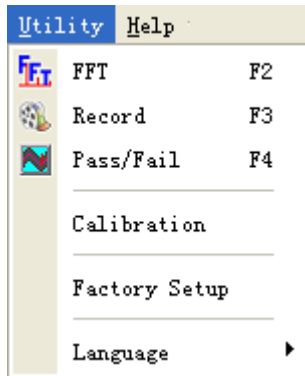 Utility Help
FFT F2
Record F3
Pass/Fail F4
Calibration
Factory Setup
Language